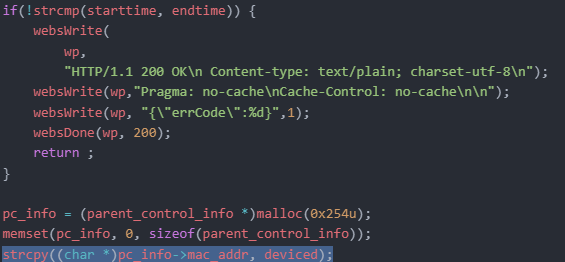 if(!strcmp(starttime, endtime)) {
websWrite(
wp,
"HTTP/1.1 200 OK\n Content-type: text/plain; charset-utf-8\n");
websWrite(wp,"Pragma: no-cache\nCache-Control: no-cache\n\n");
websWrite(wp, "{\"errCode\":%d}",1);
websDone(wp, 200);
return ;
}
pc_info = (parent_control_info *)malloc(0x254u);
memset(pc_info, 0, sizeof(parent_control_info));
strcpy((char *)pc_info->mac_addr, deviced);